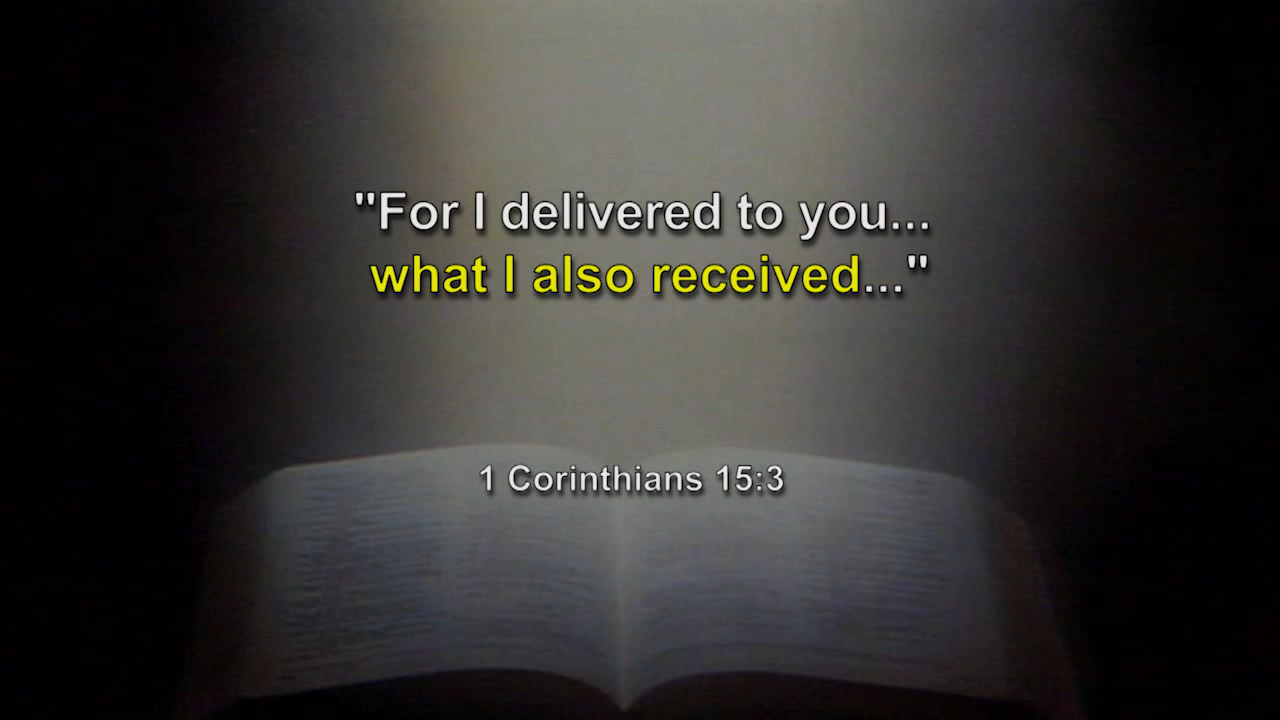 "For I delivered to you...
what I also received..."
1 Corinthians 15:3